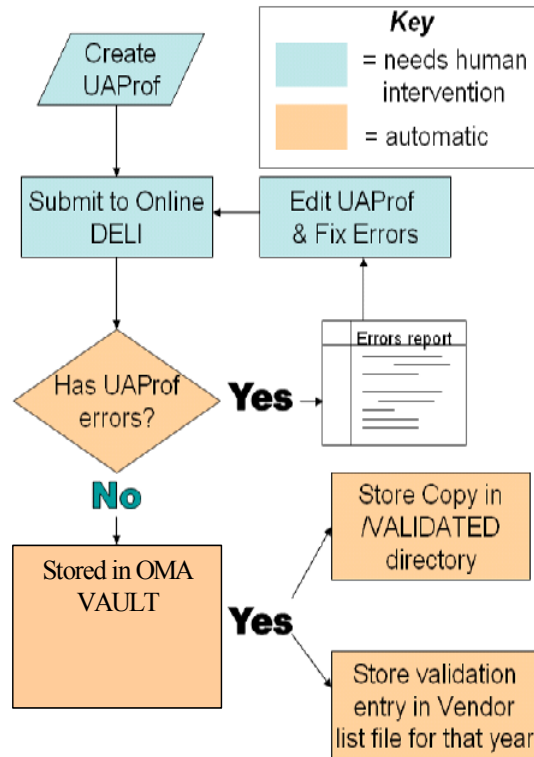 Key
= needs human
intervention
= automatic
Create
UAProf
Submit to Online
DELI
Edit UAProf
& Fix Errors
Errors report
Has UAProf
errors?
Yes
No
Stored in OMA
VAULT
Yes
Store Copy in
/VALIDATED
directory
Store validation
entry in Vendor
list file for that year